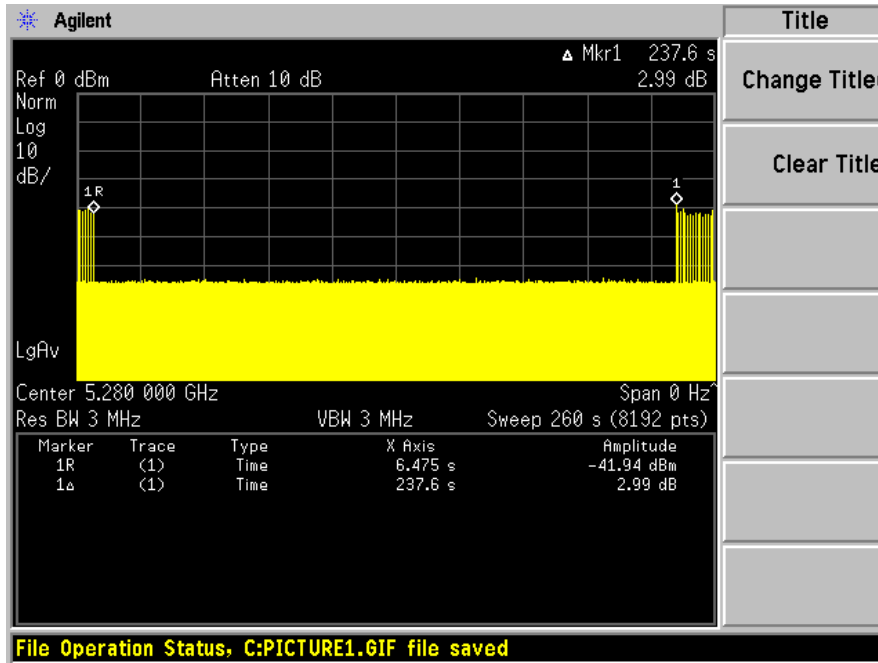 Agilent
Title
Δ Mkr1 237.6 s
Ref 0 dBm Atten 10 dB 2.99 dB
Norm
Log
10
dB/
1R
1
LgAv
Center 5.280 000 GHz Span 0 Hz^
Res BW 3 MHz VBW 3 MHz Sweep 260 s (8192 pts)
Marker Trace Type X Axis Amplitude
1R (1) Time 6.475 s -41.94 dBm
1Δ (1) Time 237.6 s 2.99 dB
Change Title
Clear Title
File Operation Status, C:PICTURE1.GIF file saved